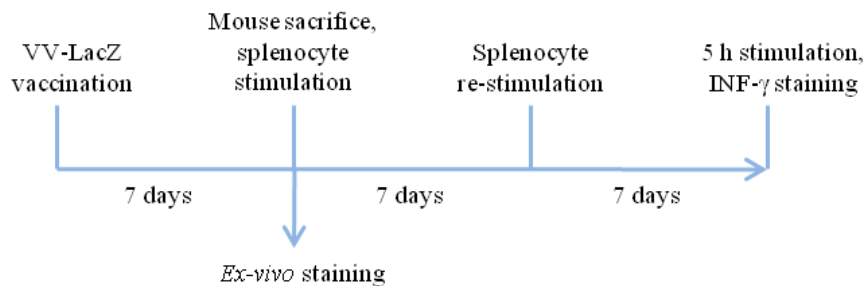 VV-LacZ
vaccination
Mouse sacrifice,
splenocyte
stimulation
Splenocyte
re-stimulation
5 h stimulation,
INF-γ staining
7 days
7 days
7 days
Ex-vivo staining